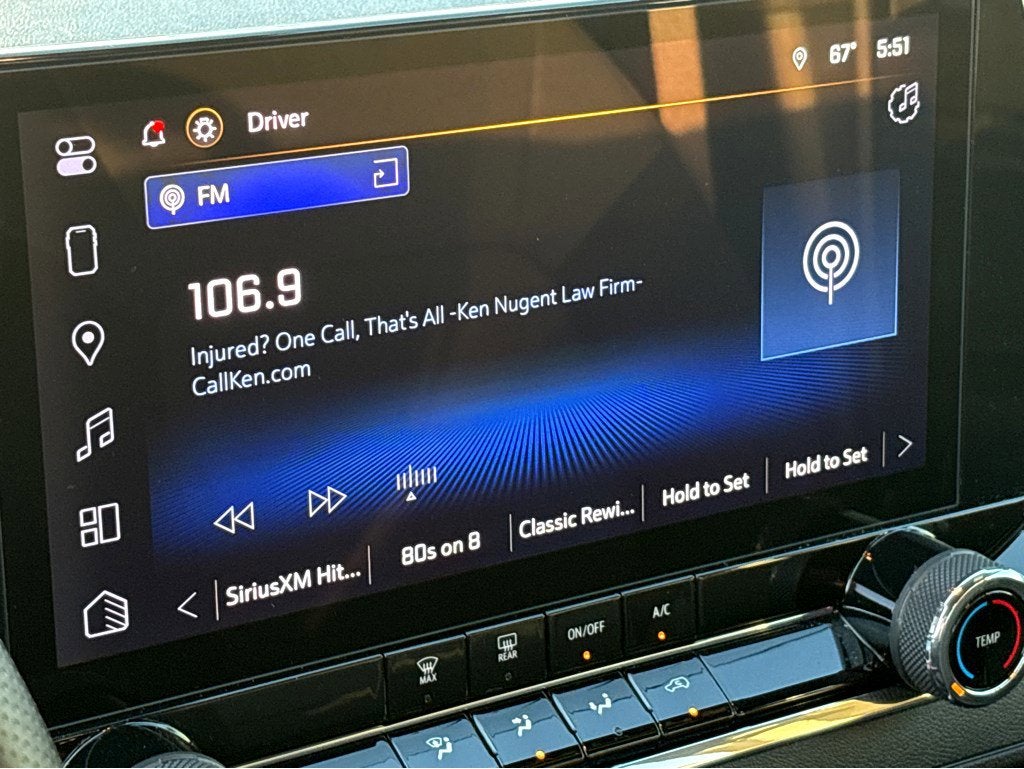 67° 5:51
Driver
FM
106.9
Injured? One Call, That's All -Ken Nugent Law Firm-
CallKen.com
SiriusXM Hit...
80s on 8
Classic Rewi...
Hold to Set
Hold to Set
MAX
REAR
ON/OFF
A/C
TEMP